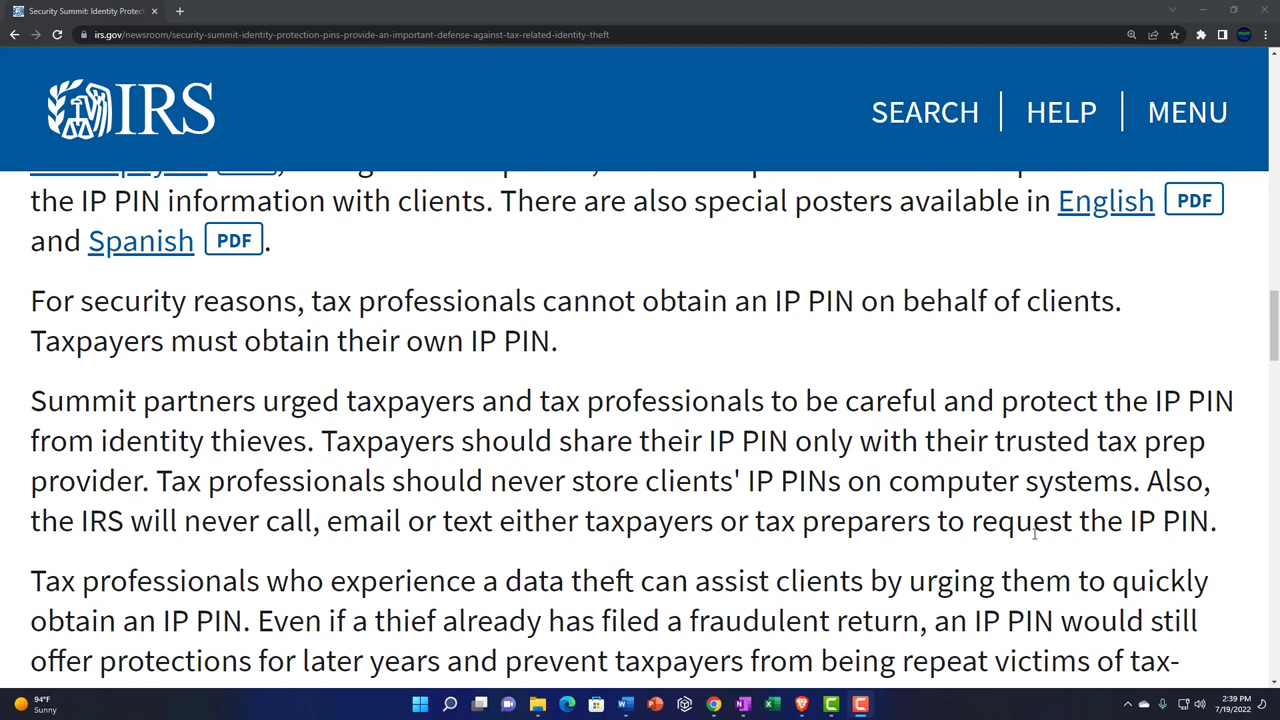 Security Summit: Identity Protec
irs.gov/newsroom/security-summit-identity-protection-pins-provide-an-important-defense-against-tax-related-identity-theft
IRS
SEARCH
HELP
MENU
the IP PIN information with clients. There are also special posters available in English PDF
and Spanish PDF.
For security reasons, tax professionals cannot obtain an IP PIN on behalf of clients.
Taxpayers must obtain their own IP PIN.
Summit partners urged taxpayers and tax professionals to be careful and protect the IP PIN
from identity thieves. Taxpayers should share their IP PIN only with their trusted tax prep
provider. Tax professionals should never store clients' IP PINs on computer systems. Also,
the IRS will never call, email or text either taxpayers or tax preparers to request the IP PIN.
Tax professionals who experience a data theft can assist clients by urging them to quickly
obtain an IP PIN. Even if a thief already has filed a fraudulent return, an IP PIN would still
offer protections for later years and prevent taxpayers from being repeat victims of tax-
94°F
Sunny
2:39 PM
7/19/2022